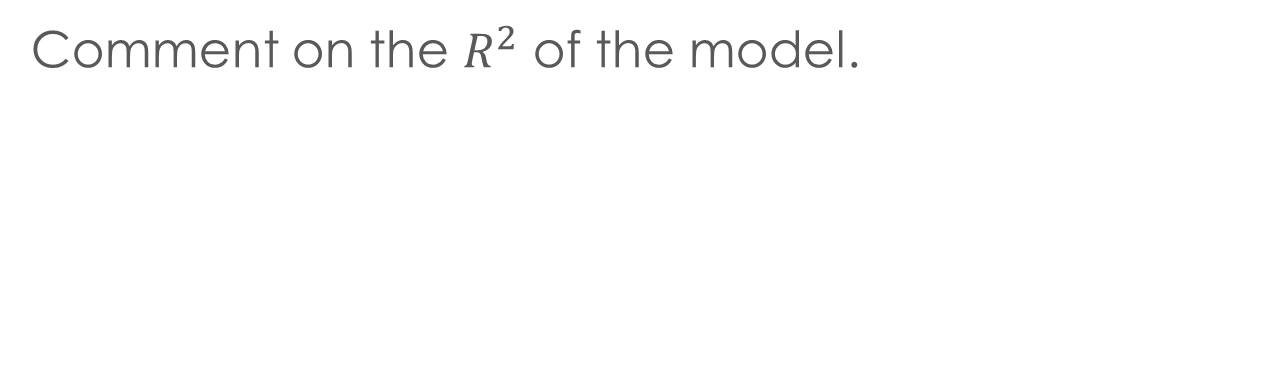 Comment on the R² of the model.